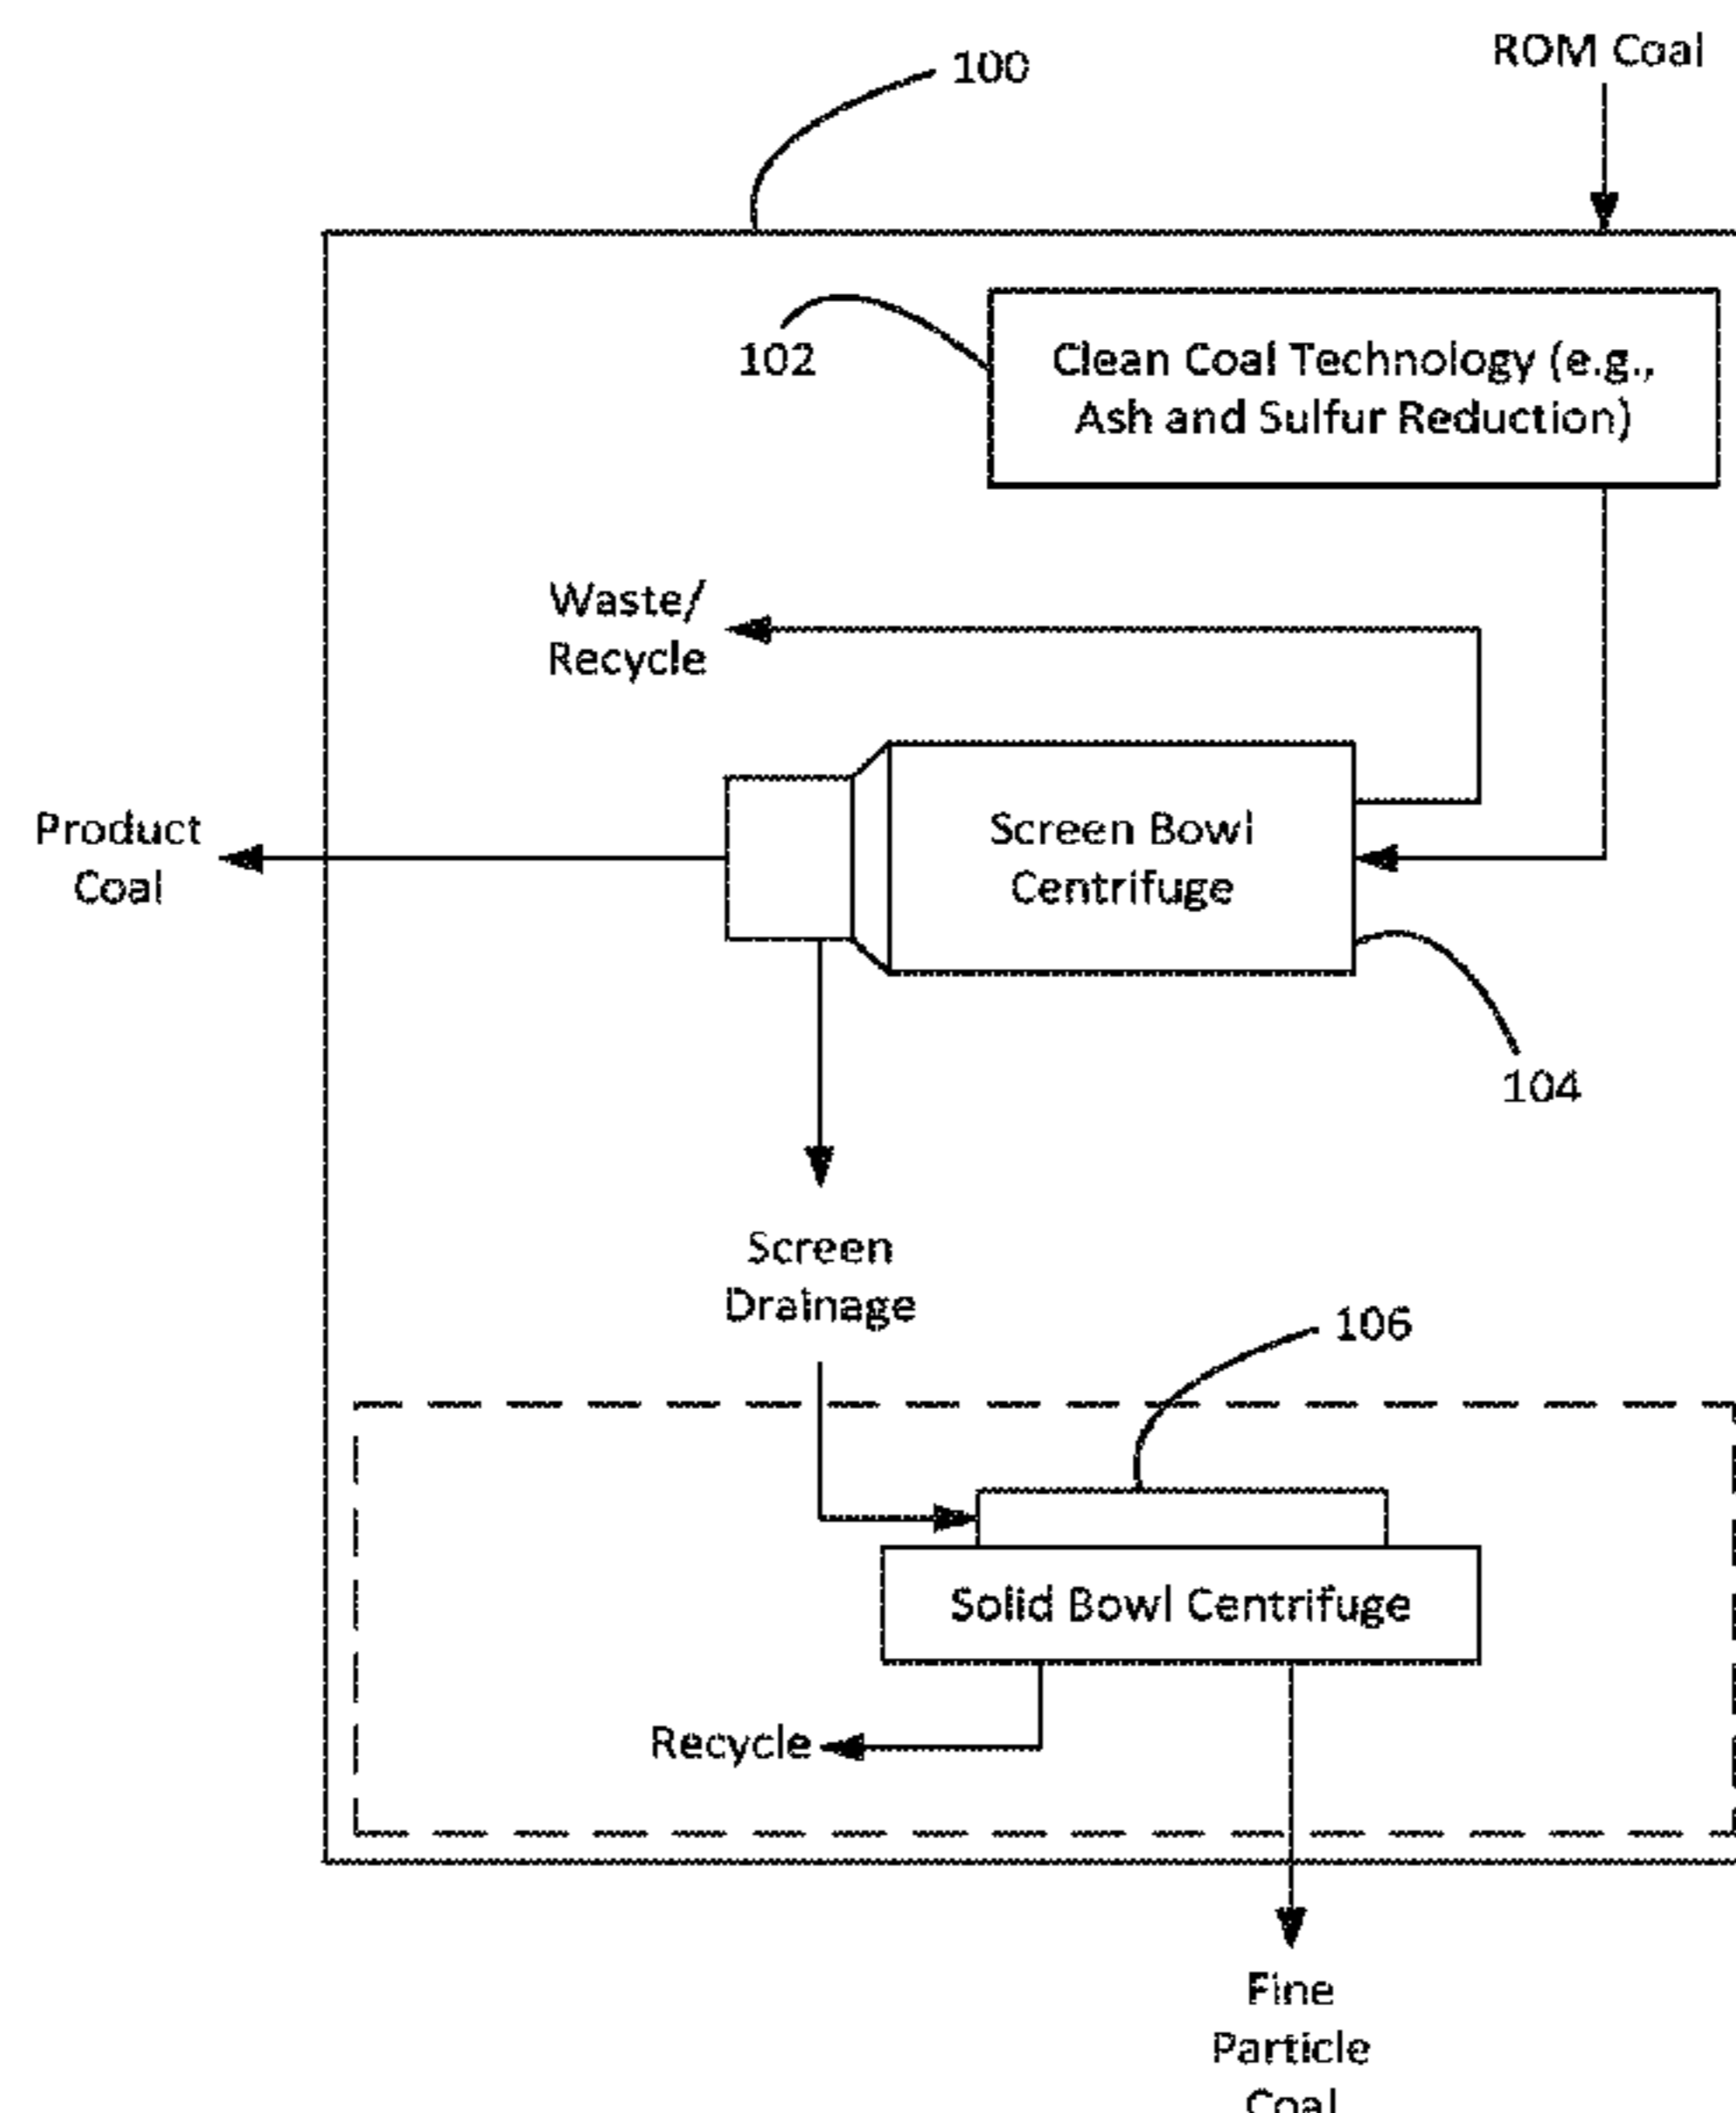 100
ROM Coal
102
Clean Coal Technology (e.g.,
Ash and Sulfur Reduction)
Waste/
Recycle
Product
Coal
Screen Bowl
Centrifuge
104
Screen
Drainage
106
Solid Bowl Centrifuge
Recycle
Fine
Particle
Coal